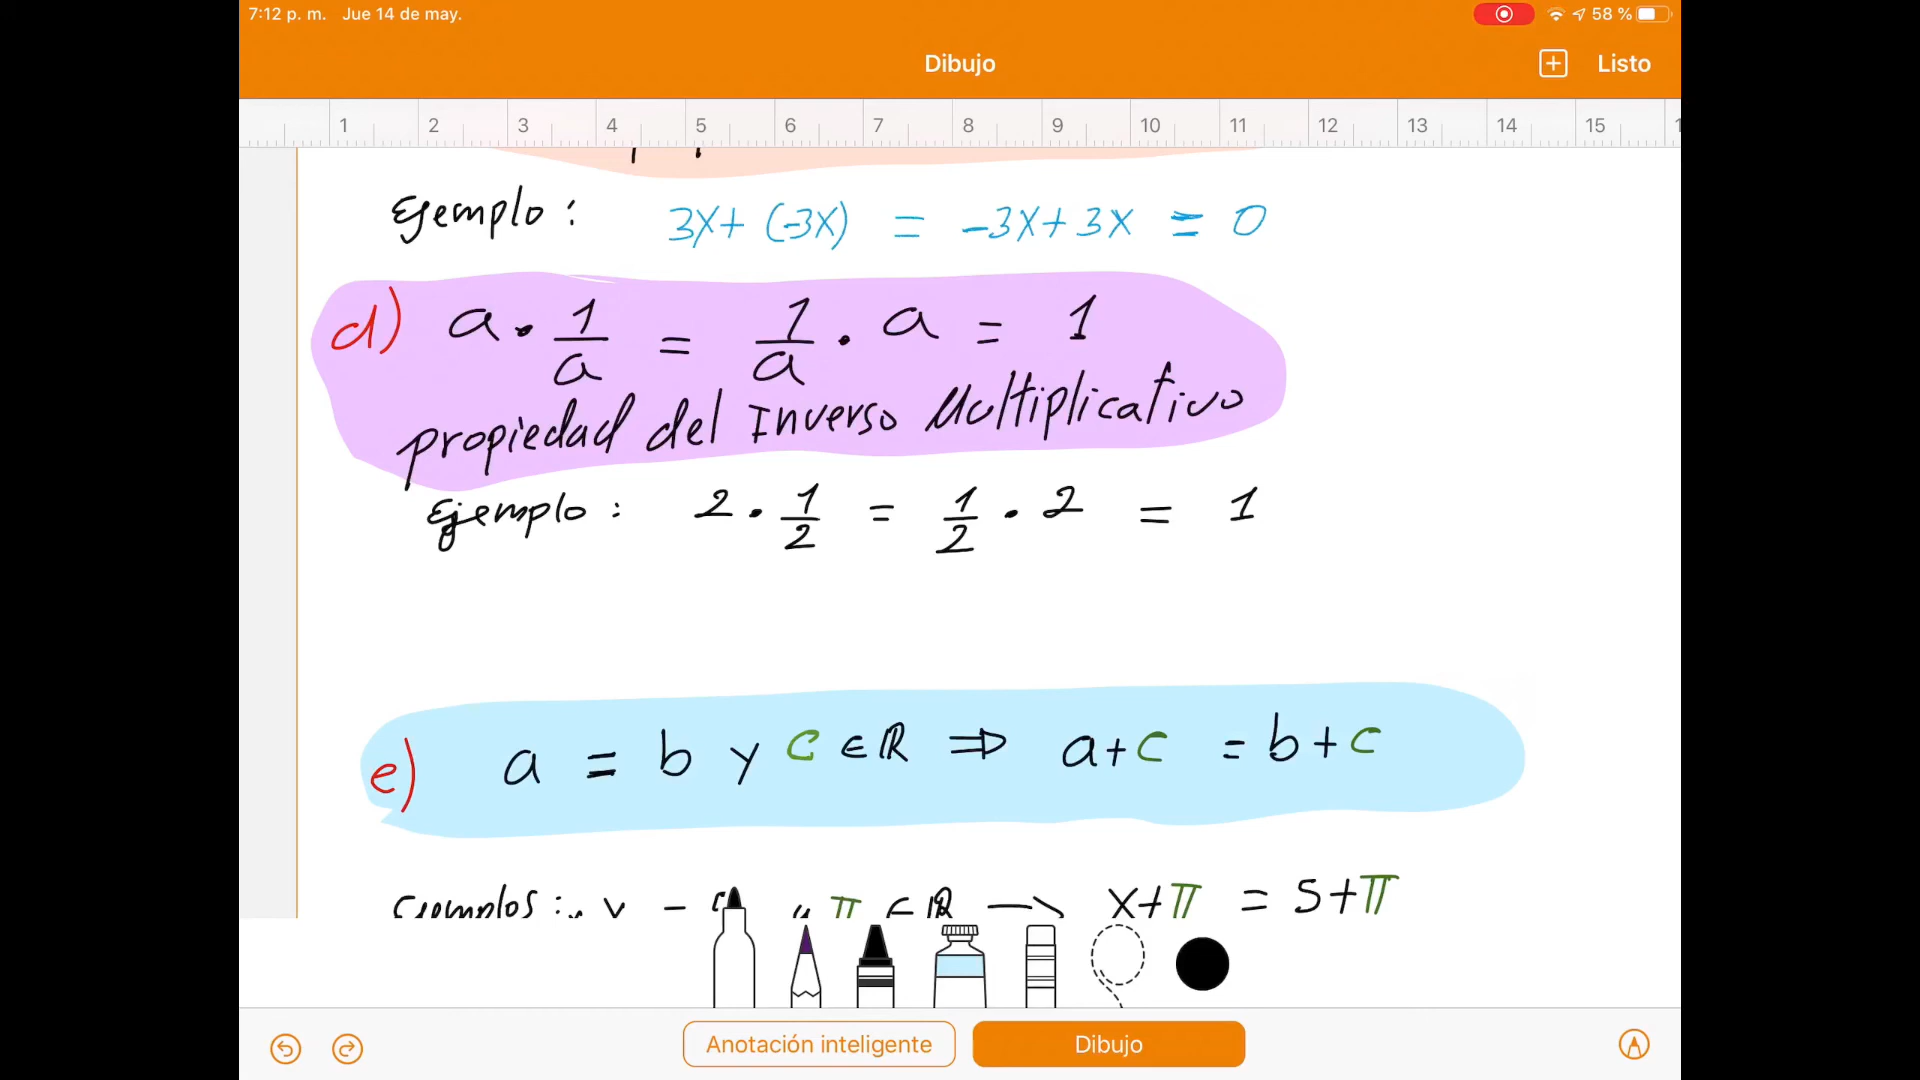 7:12 p. m. Jue 14 de may. 58 %
Dibujo Listo
1 2 3 4 5 6 7 8 9 10 11 12 13 14 15 1
Ejemplo : 3x+ (-3x) = -3x+3x = 0
d) a · 1/a = 1/a · a = 1
propiedad del Inverso Multiplicativo
Ejemplo : 2 · 1/2 = 1/2 · 2 = 1
e) a = b y c ∈ ℝ ⇒ a+c = b+c
Ejemplos : x+π = 5+π
Anotación inteligente Dibujo